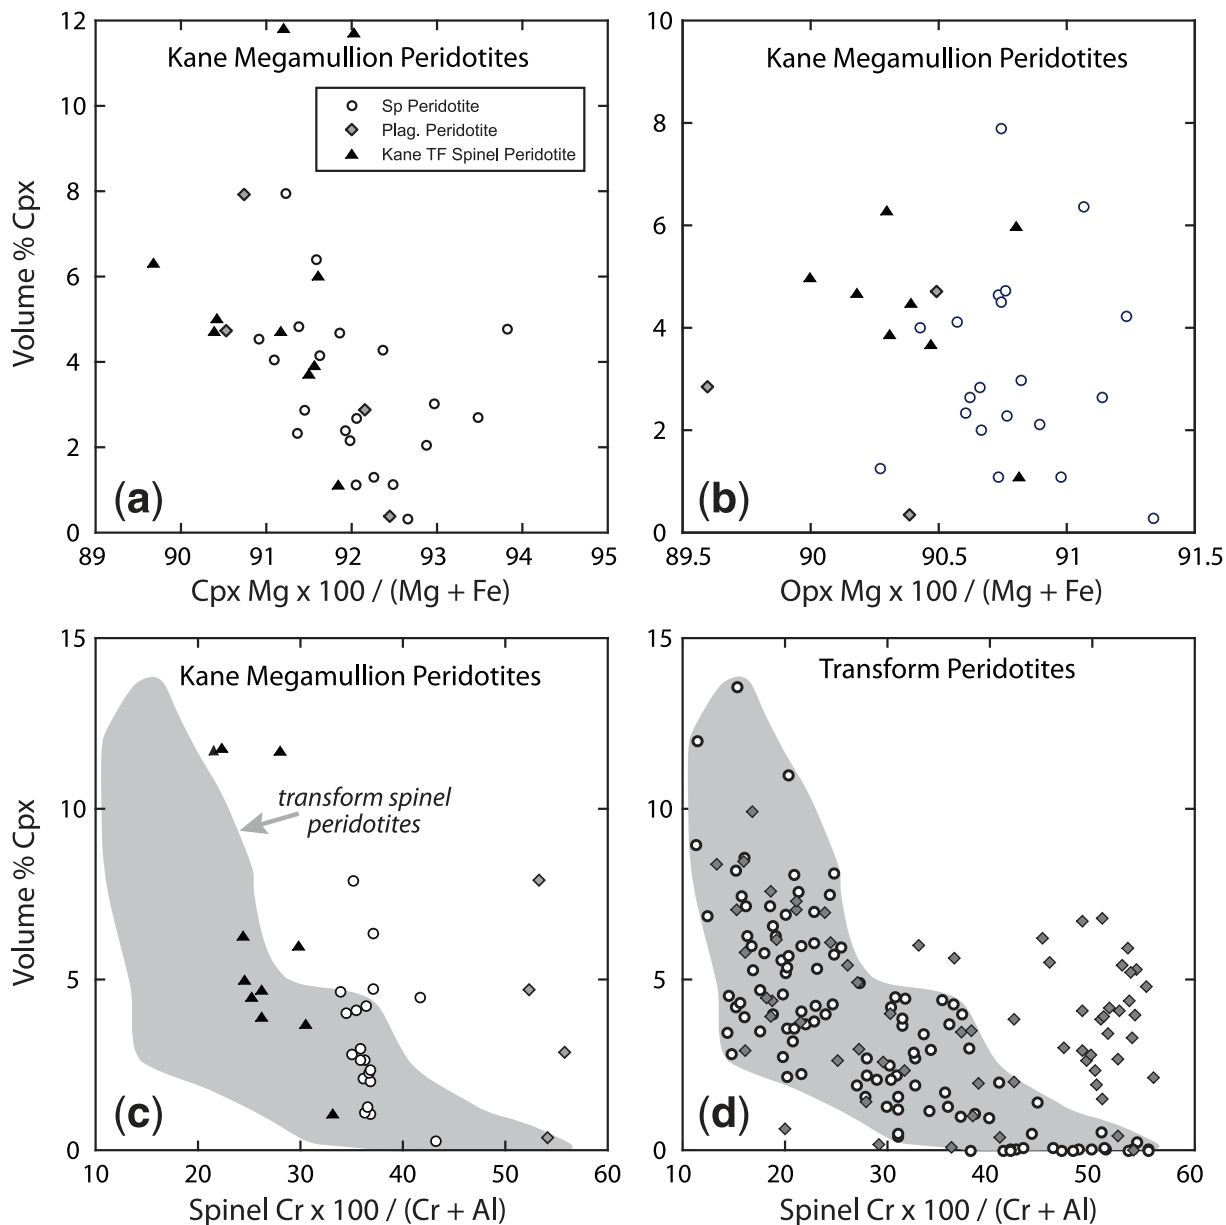 Kane Megamullion Peridotites
Sp Peridotite
Plag. Peridotite
Kane TF Spinel Peridotite
Volume % Cpx
12
10
8
6
4
2
0
(a)
89 90 91 92 93 94 95
Cpx Mg x 100 / (Mg + Fe)
Kane Megamullion Peridotites
10
8
6
4
2
0
(b)
89.5 90 90.5 91 91.5
Opx Mg x 100 / (Mg + Fe)
Kane Megamullion Peridotites
transform spinel
peridotites
Volume % Cpx
15
10
5
0
(c)
10 20 30 40 50 60
Spinel Cr x 100 / (Cr + Al)
Transform Peridotites
15
10
5
0
(d)
10 20 30 40 50 60
Spinel Cr x 100 / (Cr + Al)